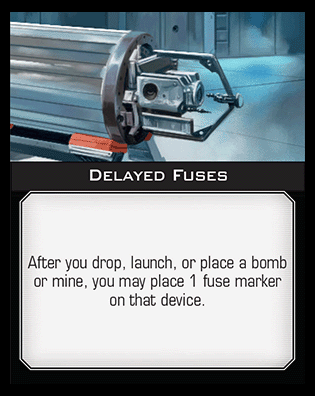 Delayed Fuses
After you drop, launch, or place a bomb
or mine, you may place 1 fuse marker
on that device.